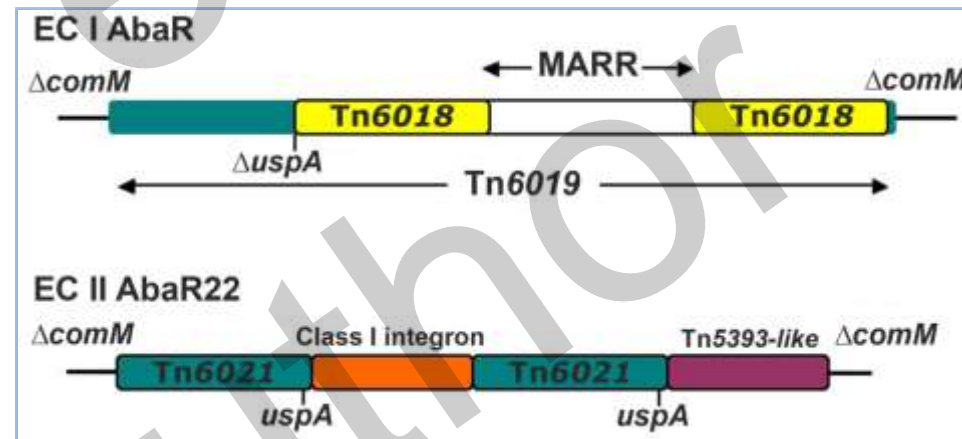 EC I AbaR
MARR
ΔcomM
ΔcomM
Tn6018
Tn6018
ΔuspA
Tn6019
EC II AbaR22
ΔcomM
Class I integron
Tn5393-like
ΔcomM
Tn6021
Tn6021
uspA
uspA